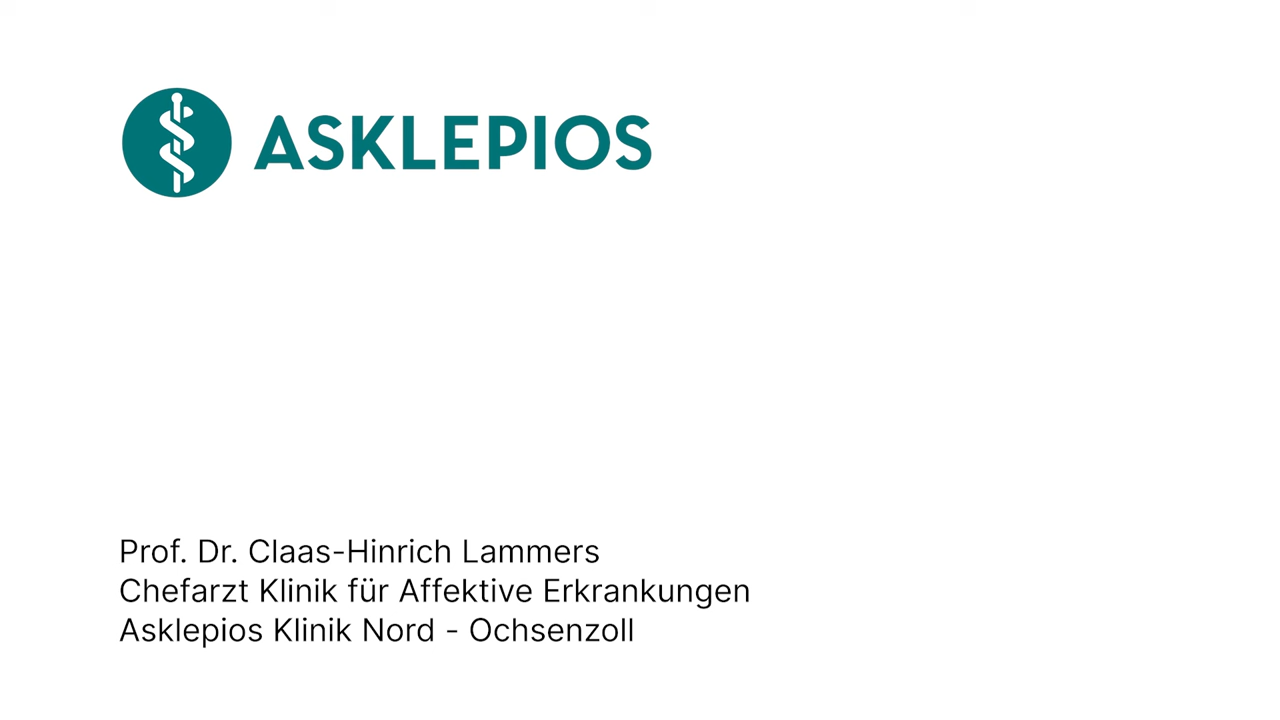 ASKLEPIOS
Prof. Dr. Claas-Hinrich Lammers
Chefarzt Klinik für Affektive Erkrankungen
Asklepios Klinik Nord - Ochsenzoll